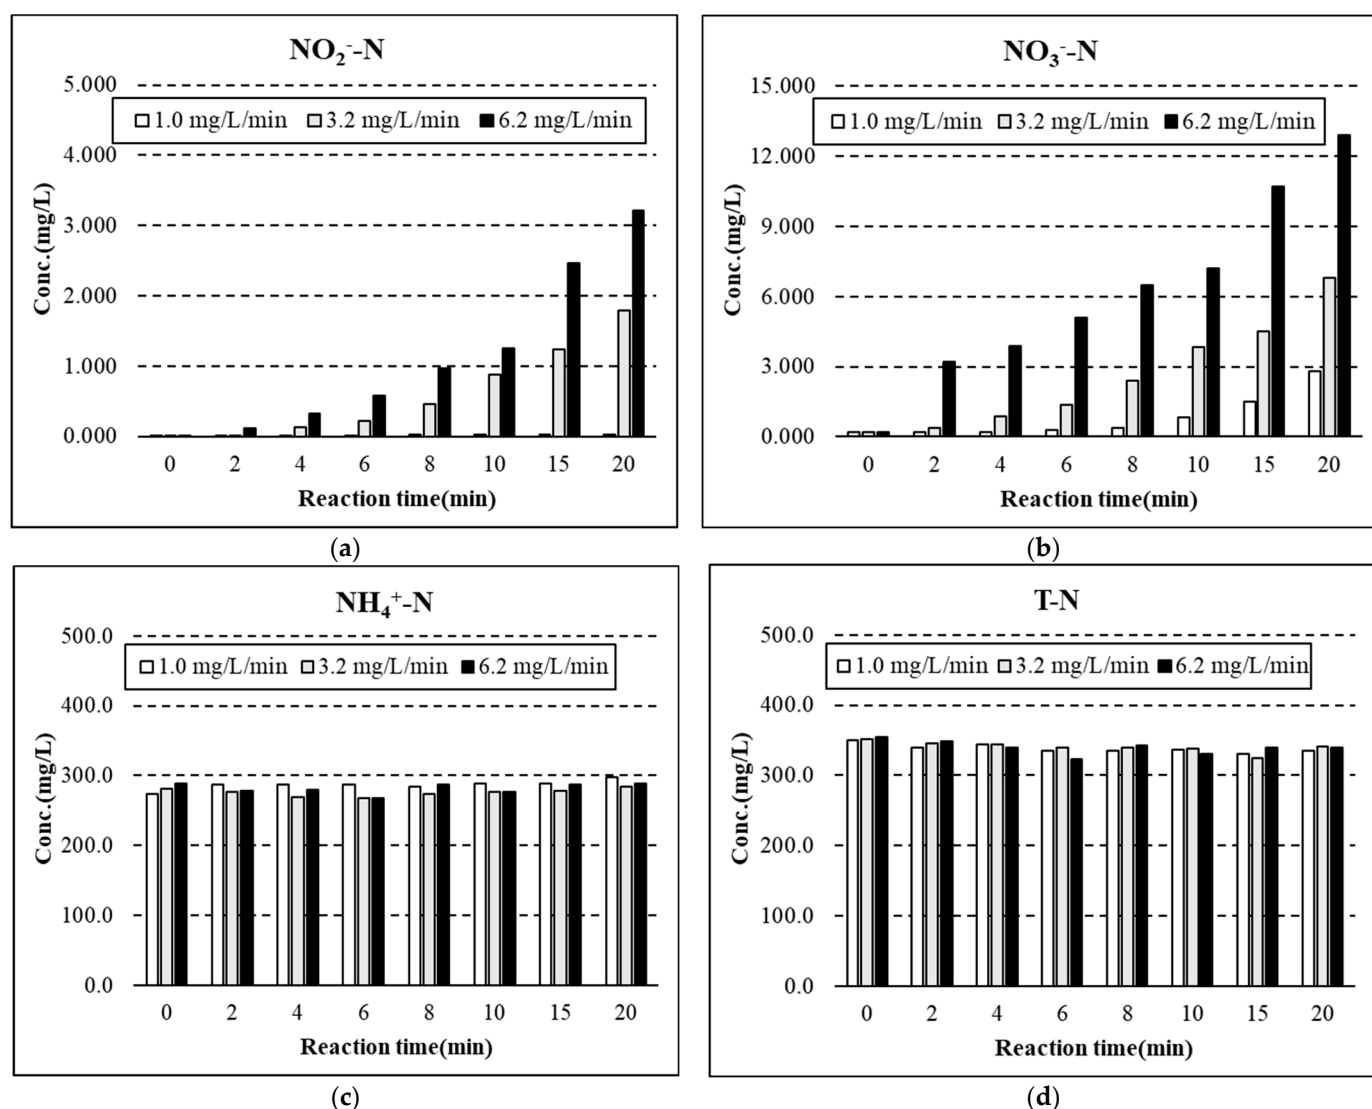 NO₂⁻-N
5.000
1.0 mg/L/min 3.2 mg/L/min 6.2 mg/L/min
4.000
3.000
2.000
1.000
0.000
Conc.(mg/L)
0 2 4 6 8 10 15 20
Reaction time(min)
(a)
NO₃⁻-N
15.000
1.0 mg/L/min 3.2 mg/L/min 6.2 mg/L/min
12.000
9.000
6.000
3.000
0.000
Conc.(mg/L)
0 2 4 6 8 10 15 20
Reaction time(min)
(b)
NH₄⁺-N
500.0
1.0 mg/L/min 3.2 mg/L/min 6.2 mg/L/min
400.0
300.0
200.0
100.0
0.0
Conc.(mg/L)
0 2 4 6 8 10 15 20
Reaction time(min)
(c)
T-N
500.0
1.0 mg/L/min 3.2 mg/L/min 6.2 mg/L/min
400.0
300.0
200.0
100.0
0.0
Conc.(mg/L)
0 2 4 6 8 10 15 20
Reaction time(min)
(d)